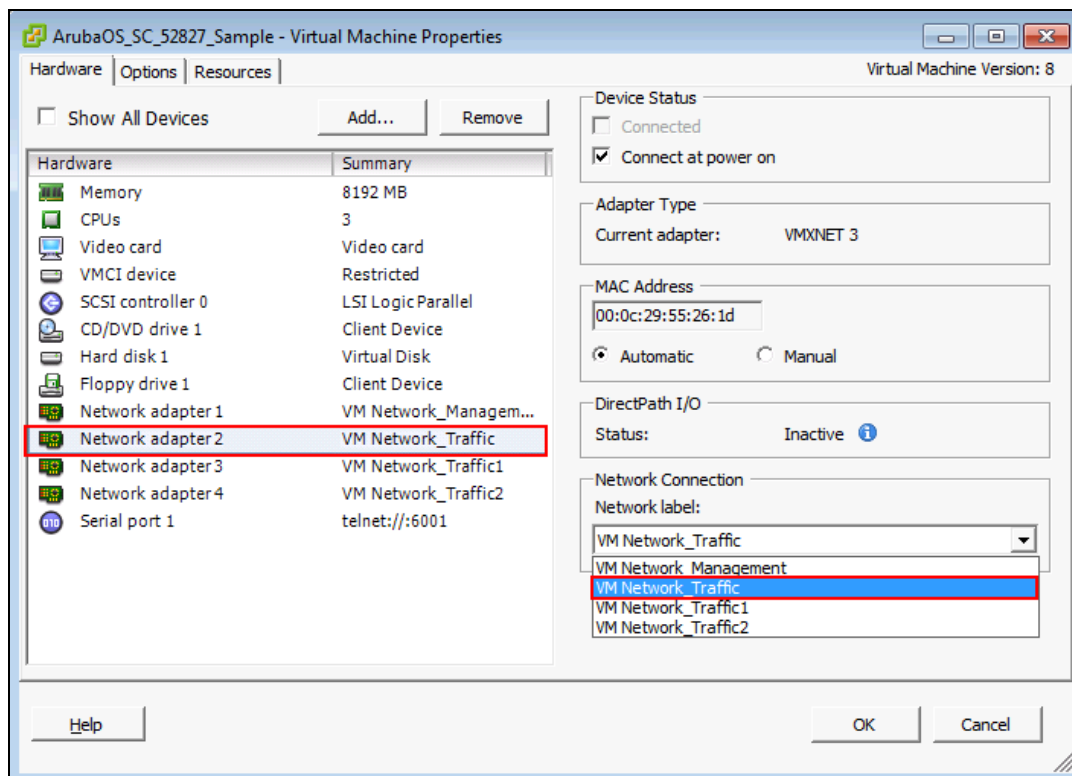 ArubaOS_SC_52827_Sample - Virtual Machine Properties
Hardware Options Resources
Virtual Machine Version: 8
Show All Devices
Add...
Remove
Hardware Summary
Memory 8192 MB
CPUs 3
Video card Video card
VMCI device Restricted
SCSI controller 0 LSI Logic Parallel
CD/DVD drive 1 Client Device
Hard disk 1 Virtual Disk
Floppy drive 1 Client Device
Network adapter 1 VM Network_Managem...
Network adapter 2 VM Network_Traffic
Network adapter 3 VM Network_Traffic1
Network adapter 4 VM Network_Traffic2
Serial port 1 telnet://:6001
Device Status
Connected
Connect at power on
Adapter Type
Current adapter: VMXNET 3
MAC Address
00:0c:29:55:26:1d
Automatic Manual
DirectPath I/O
Status: Inactive
Network Connection
Network label:
VM Network_Traffic
VM Network_Management
VM Network_Traffic
VM Network_Traffic1
VM Network_Traffic2
Help
OK
Cancel